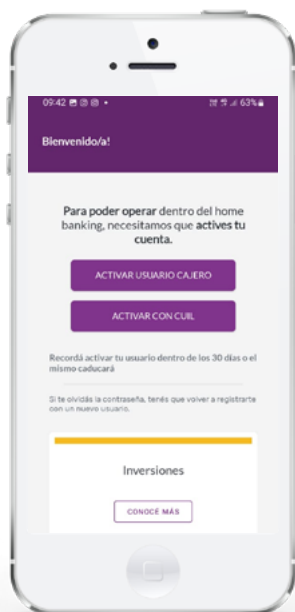 09:42
63%
Bienvenido/a!
Para poder operar dentro del home
banking, necesitamos que actives tu
cuenta.
ACTIVAR USUARIO CAJERO
ACTIVAR CON CUIL
Recordá activar tu usuario dentro de los 30 días o el
mismo caducará
Si te olvidás la contraseña, tenés que volver a registrarte
con un nuevo usuario.
Inversiones
CONOCÉ MÁS